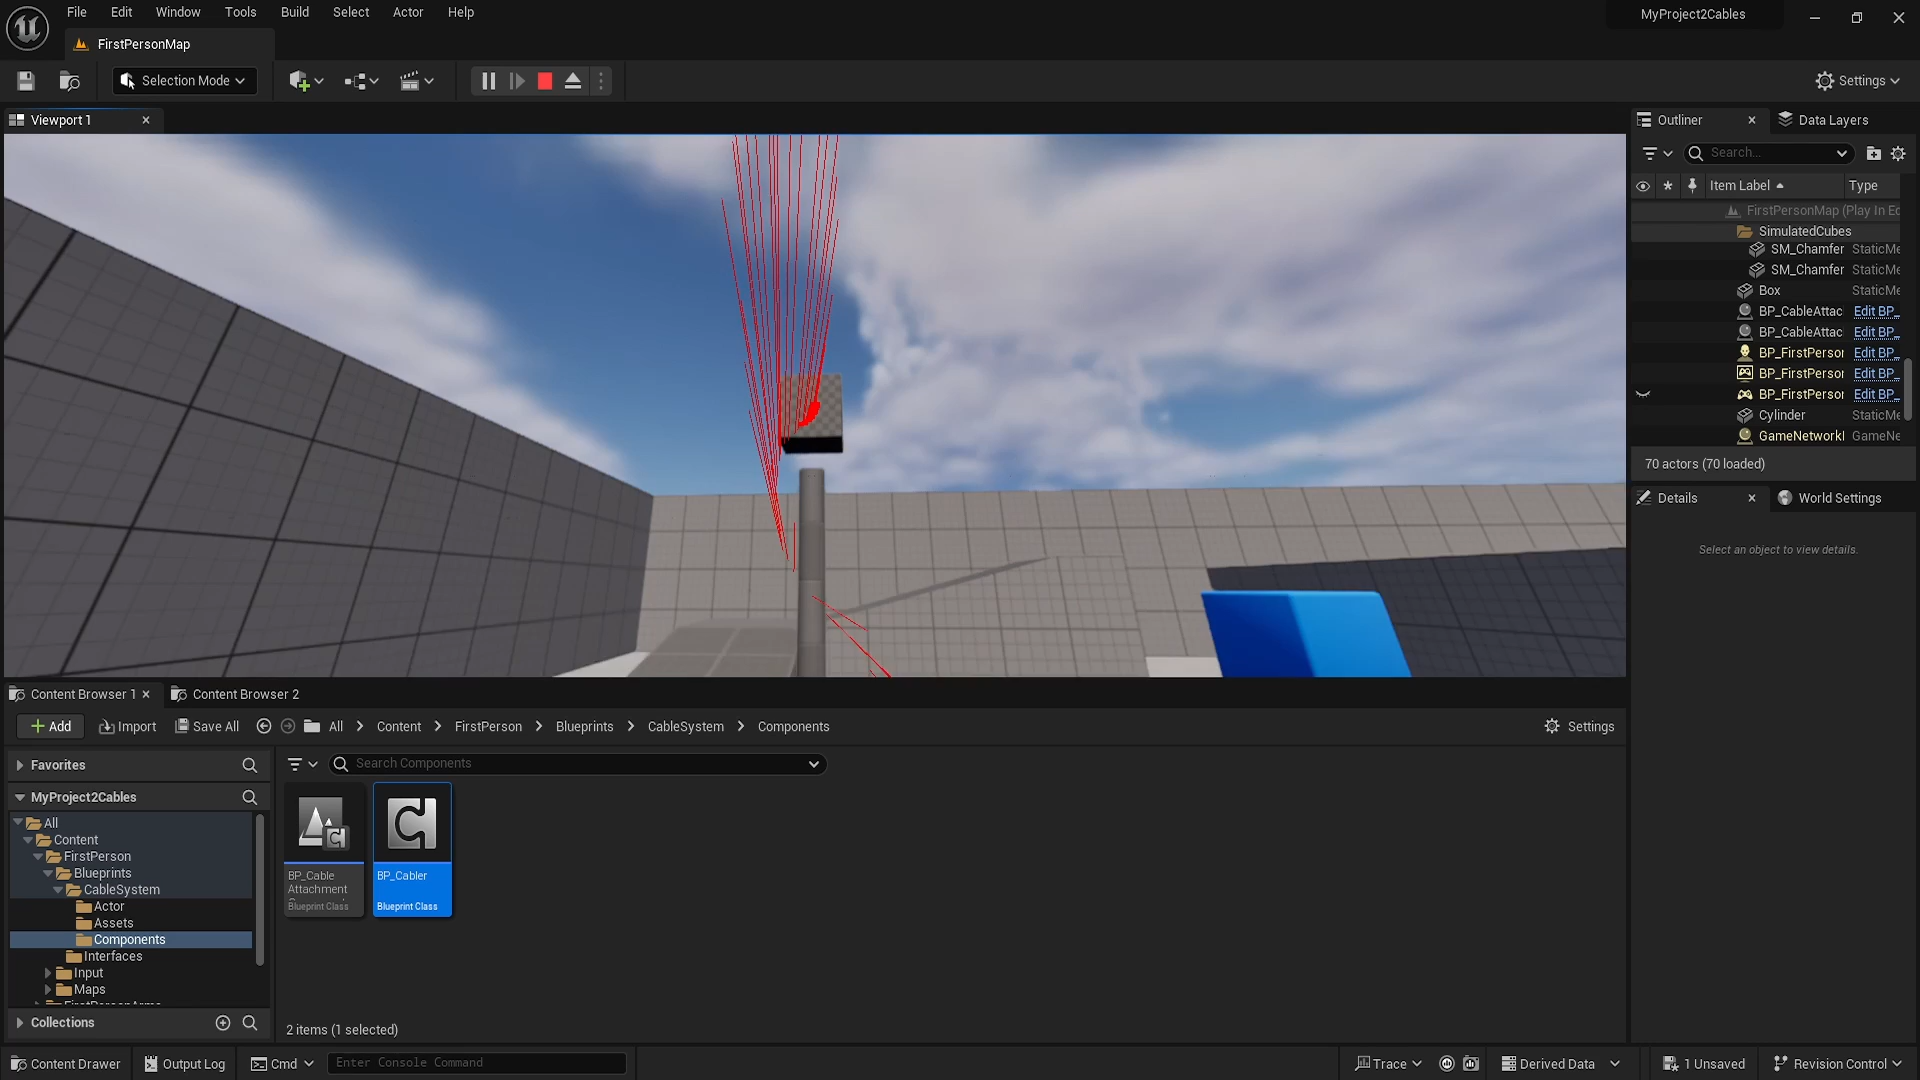 File Edit Window Tools Build Select Actor Help
MyProject2Cables
FirstPersonMap
Selection Mode
Settings
Viewport 1
Outliner
Data Layers
Search...
Item Label
Type
FirstPersonMap (Play In Ec
SimulatedCubes
SM_Chamfer StaticMe
SM_Chamfer StaticMe
Box StaticMe
BP_CableAttac Edit BP_
BP_CableAttac Edit BP_
BP_FirstPerson Edit BP_
BP_FirstPerson Edit BP_
BP_FirstPerson Edit BP_
Cylinder StaticMe
GameNetworkI GameNe
70 actors (70 loaded)
Details
World Settings
Select an object to view details.
Content Browser 1
Content Browser 2
Add
Import
Save All
All
Content
FirstPerson
Blueprints
CableSystem
Components
Settings
Favorites
Search Components
MyProject2Cables
All
Content
FirstPerson
Blueprints
CableSystem
Actor
Assets
Components
Interfaces
Input
Maps
BP_Cable
Attachment
Blueprint Class
BP_Cabler
Blueprint Class
Collections
2 items (1 selected)
Content Drawer
Output Log
Cmd
Enter Console Command
Trace
Derived Data
1 Unsaved
Revision Control